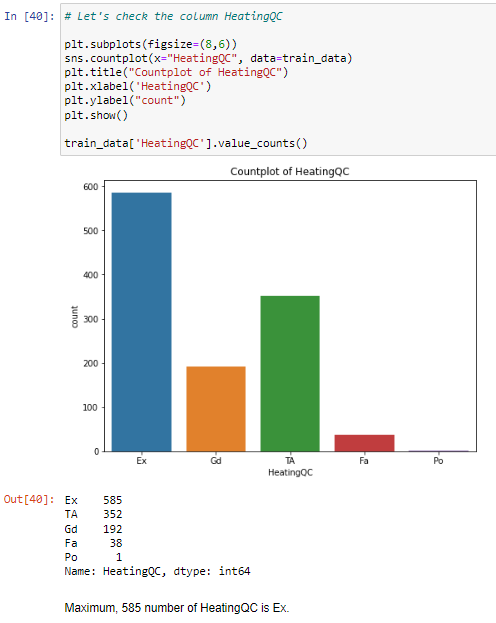 In [40]: # Let's check the column HeatingQC
plt.subplots(figsize=(8,6))
sns.countplot(x="HeatingQC", data=train_data)
plt.title("Countplot of HeatingQC")
plt.xlabel('HeatingQC')
plt.ylabel("count")
plt.show()
train_data['HeatingQC'].value_counts()
Countplot of HeatingQC
600
500
400
300
200
100
0
count
Ex Gd TA Fa Po
HeatingQC
Out[40]: Ex 585
TA 352
Gd 192
Fa 38
Po 1
Name: HeatingQC, dtype: int64
Maximum, 585 number of HeatingQC is Ex.